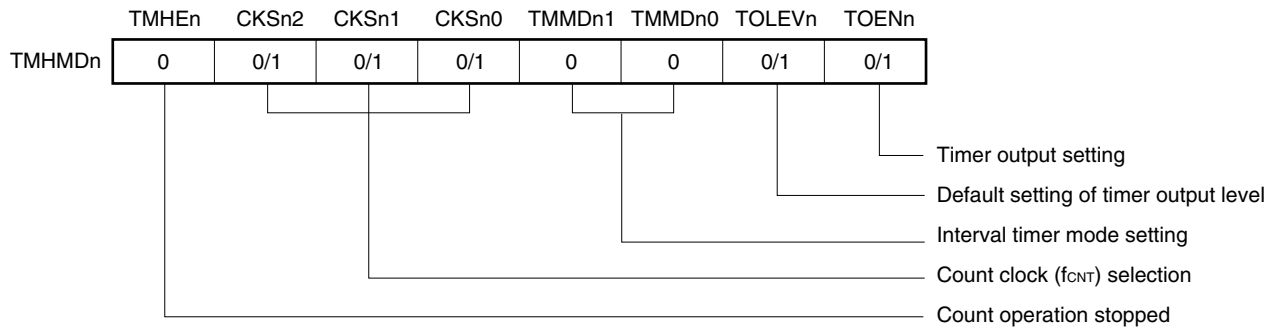 TMHEn CKSn2 CKSn1 CKSn0 TMMDn1 TMMDn0 TOLEVn TOENn
TMHMDn 0 0/1 0/1 0/1 0 0 0/1 0/1
Timer output setting
Default setting of timer output level
Interval timer mode setting
Count clock (fCNT) selection
Count operation stopped